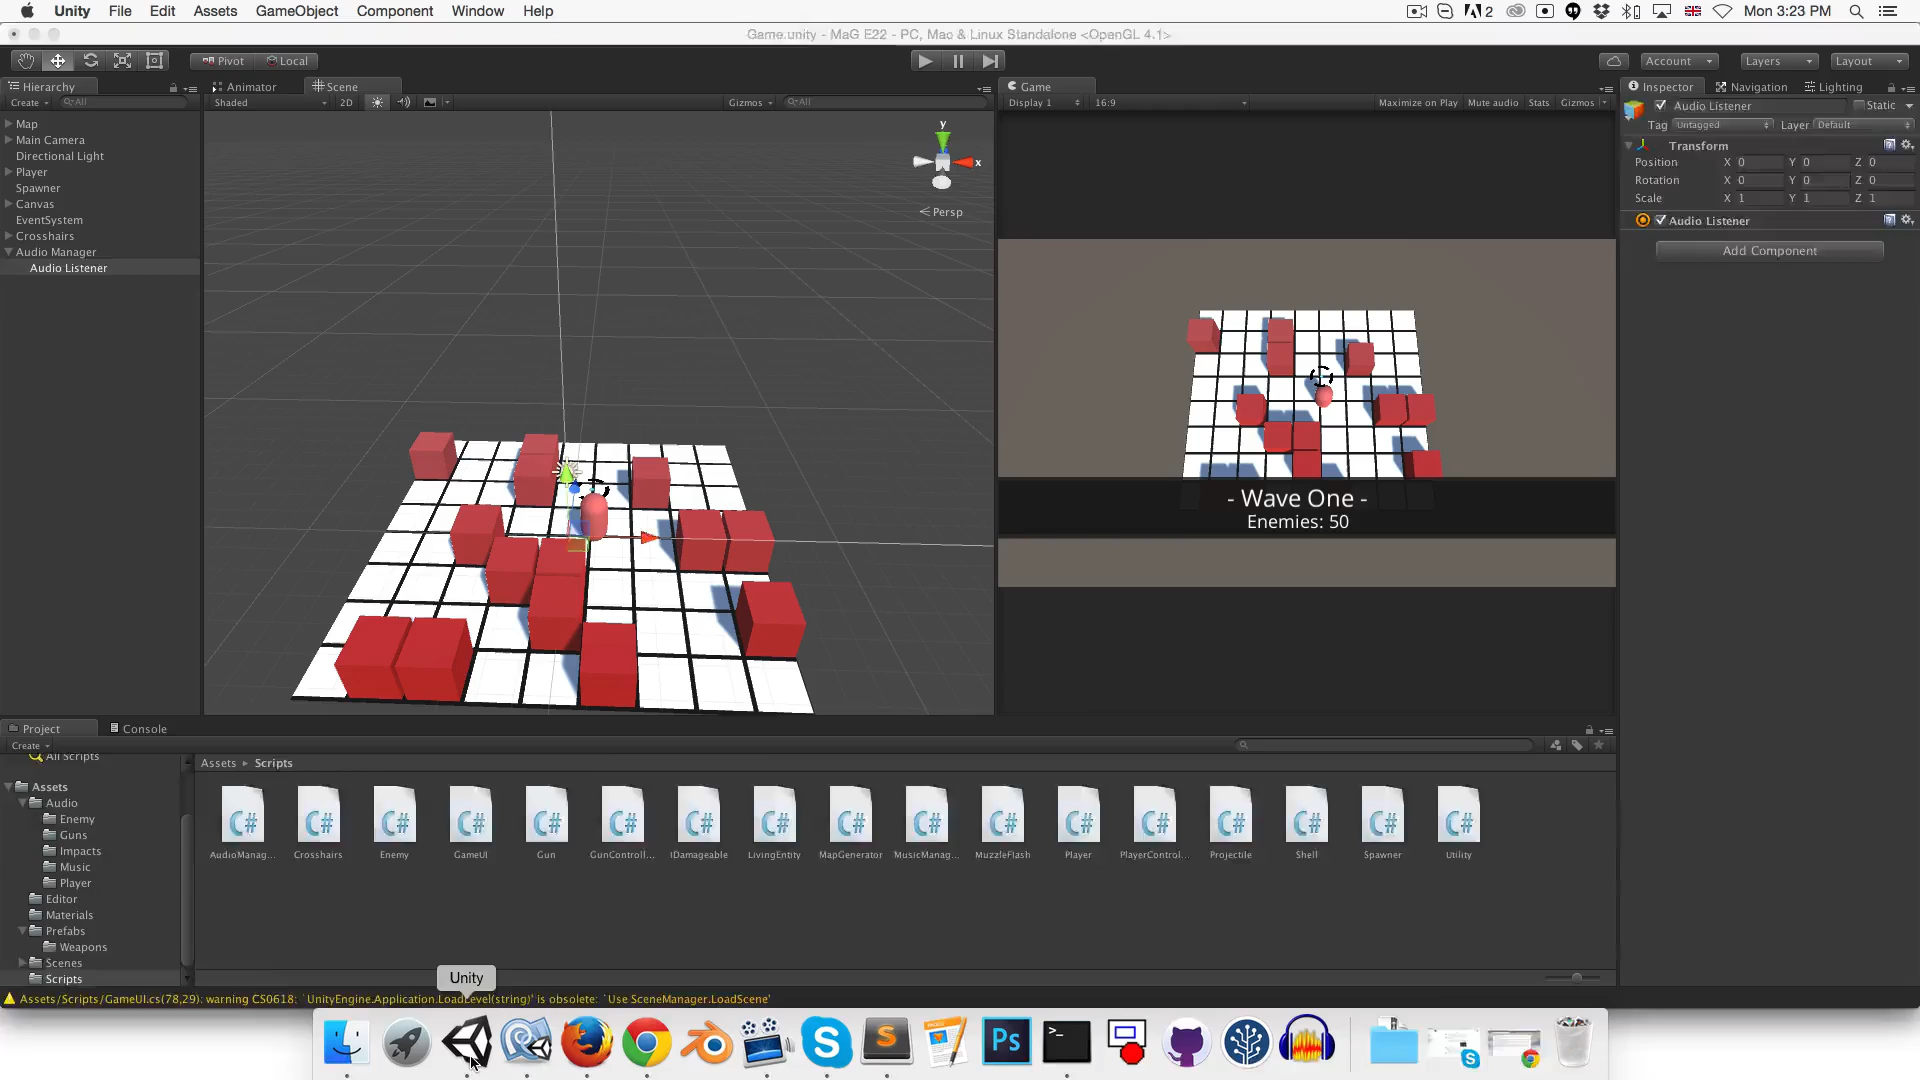 Unity File Edit Assets GameObject Component Window Help 2 Mon 3:23 PM
Game.unity - MaG E22 - PC, Mac & Linux Standalone <OpenGL 4.1>
Pivot Local Account Layers Layout
Hierarchy Animator Scene Game Inspector Navigation Lighting
Create All Shaded 2D Gizmos All Display 1 16:9 Maximize on Play Mute audio Stats Gizmos
Audio Listener Static
Tag Untagged Layer Default
Transform
Position X 0 Y 0 Z 0
Rotation X 0 Y 0 Z 0
Scale X 1 Y 1 Z 1
Audio Listener
Add Component
Map
Main Camera
Directional Light
Player
Spawner
Canvas
EventSystem
Crosshairs
Audio Manager
Audio Listener
y
x
Persp
- Wave One -
Enemies: 50
Project Console
Create
All Scripts
Assets
Audio
Enemy
Guns
Impacts
Music
Player
Editor
Materials
Prefabs
Weapons
Scenes
Scripts
Assets Scripts
C# C# C# C# C# C# C# C# C# C# C# C# C# C# C# C# C#
AudioManag... Crosshairs Enemy GameUI Gun GunControll... IDamageable LivingEntity MapGenerator MusicManag... MuzzleFlash Player PlayerControl... Projectile Shell Spawner Utility
Unity
Assets/Scripts/GameUI.cs(78,29): warning CS0618: `UnityEngine.Application.LoadLevel(string)' is obsolete: `Use SceneManager.LoadScene'
S S Ps >_ S